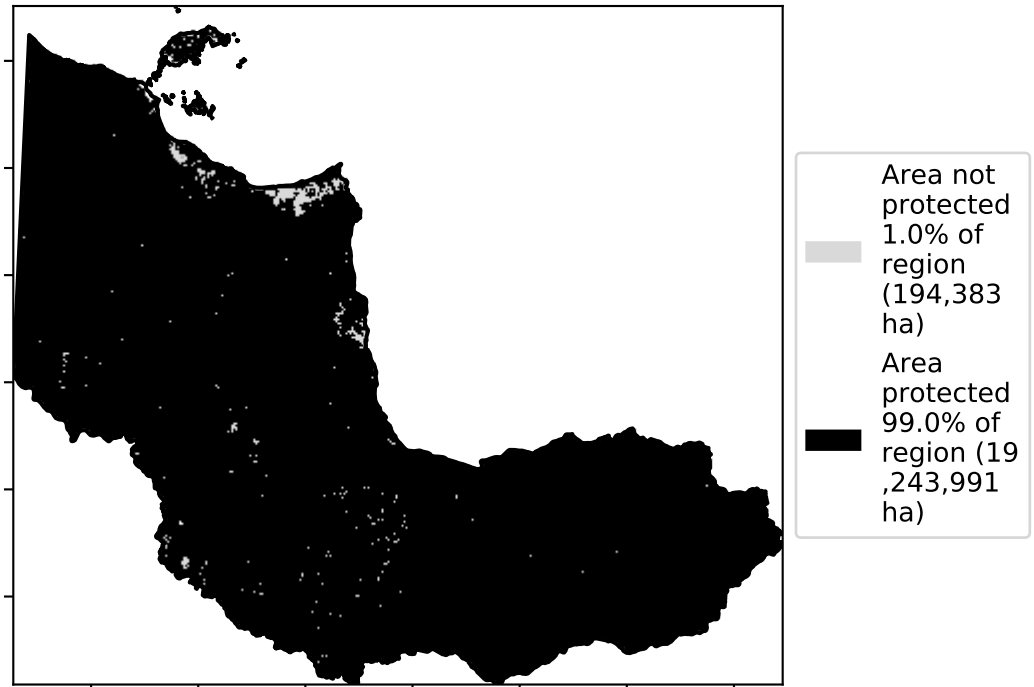 Area not
protected
1.0% of
region
(194,383
ha)
Area
protected
99.0% of
region (19
,243,991
ha)